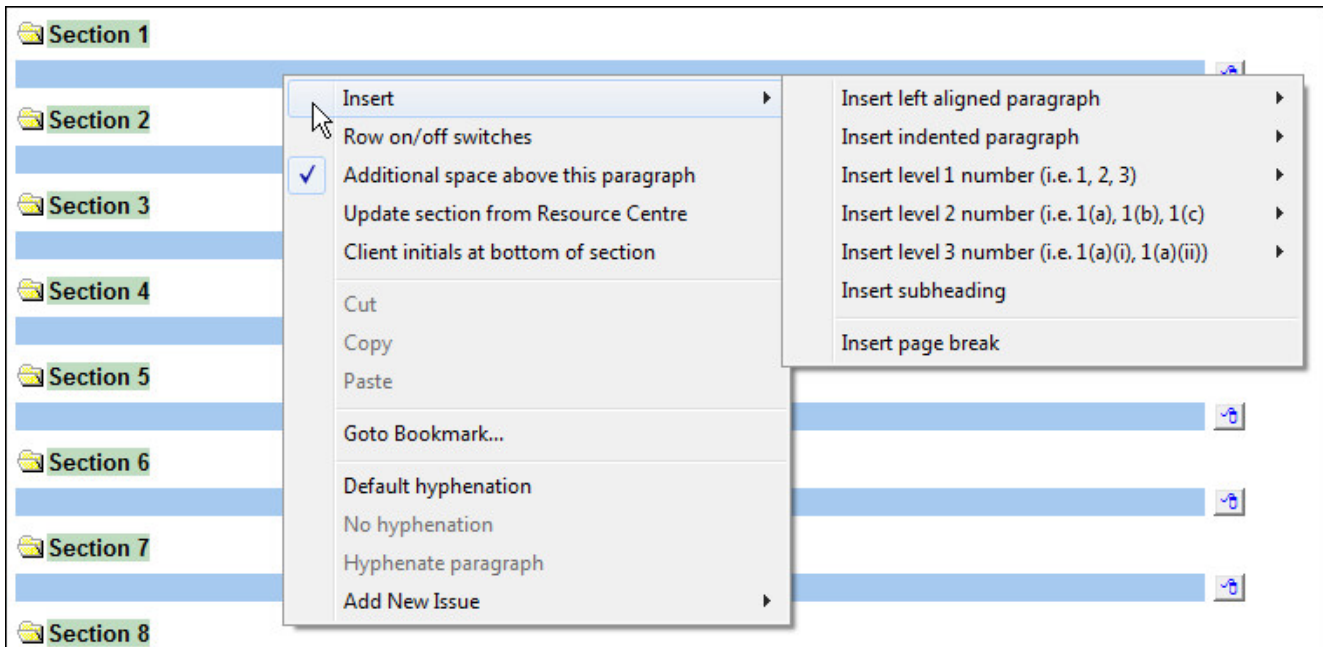 Section 1
Section 2
Section 3
Section 4
Section 5
Section 6
Section 7
Section 8
Insert
Row on/off switches
Additional space above this paragraph
Update section from Resource Centre
Client initials at bottom of section
Cut
Copy
Paste
Goto Bookmark...
Default hyphenation
No hyphenation
Hyphenate paragraph
Add New Issue
Insert left aligned paragraph
Insert indented paragraph
Insert level 1 number (i.e. 1, 2, 3)
Insert level 2 number (i.e. 1(a), 1(b), 1(c)
Insert level 3 number (i.e. 1(a)(i), 1(a)(ii))
Insert subheading
Insert page break